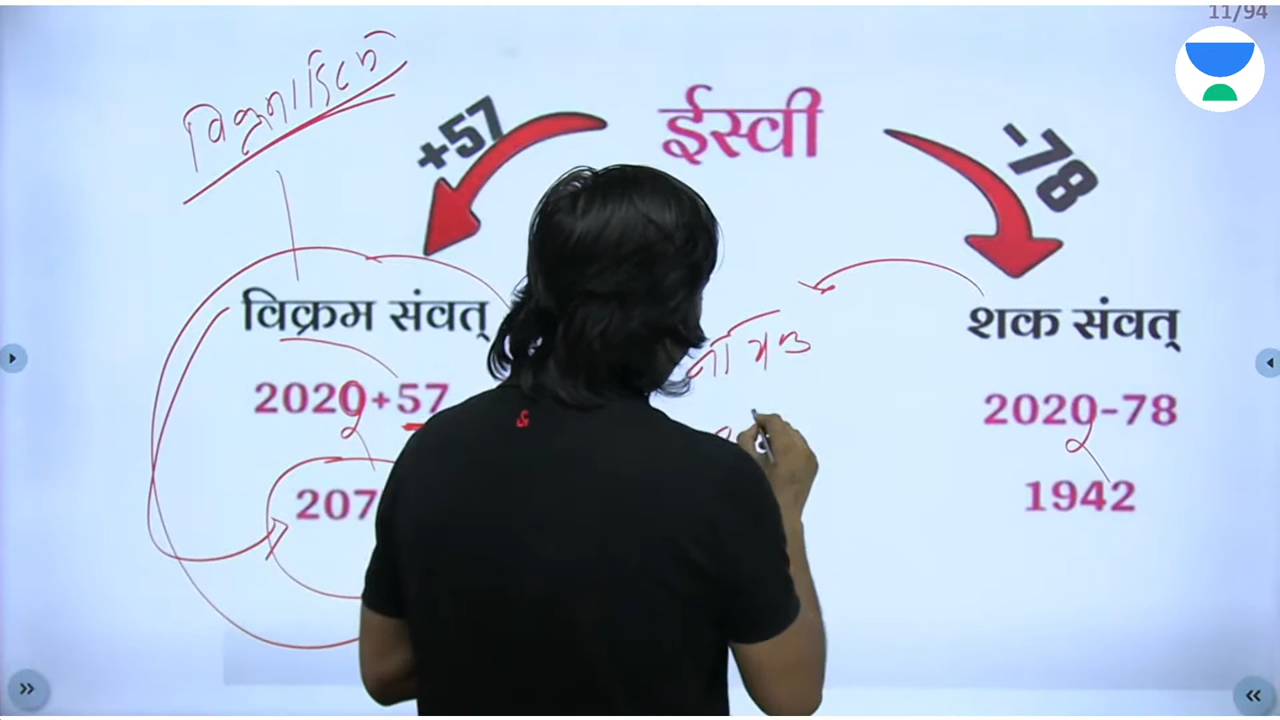 11/94
विक्रमादित्य
+57
ईस्वी
-78
विक्रम संवत्
शक संवत्
2020+57
2020-78
207
1942